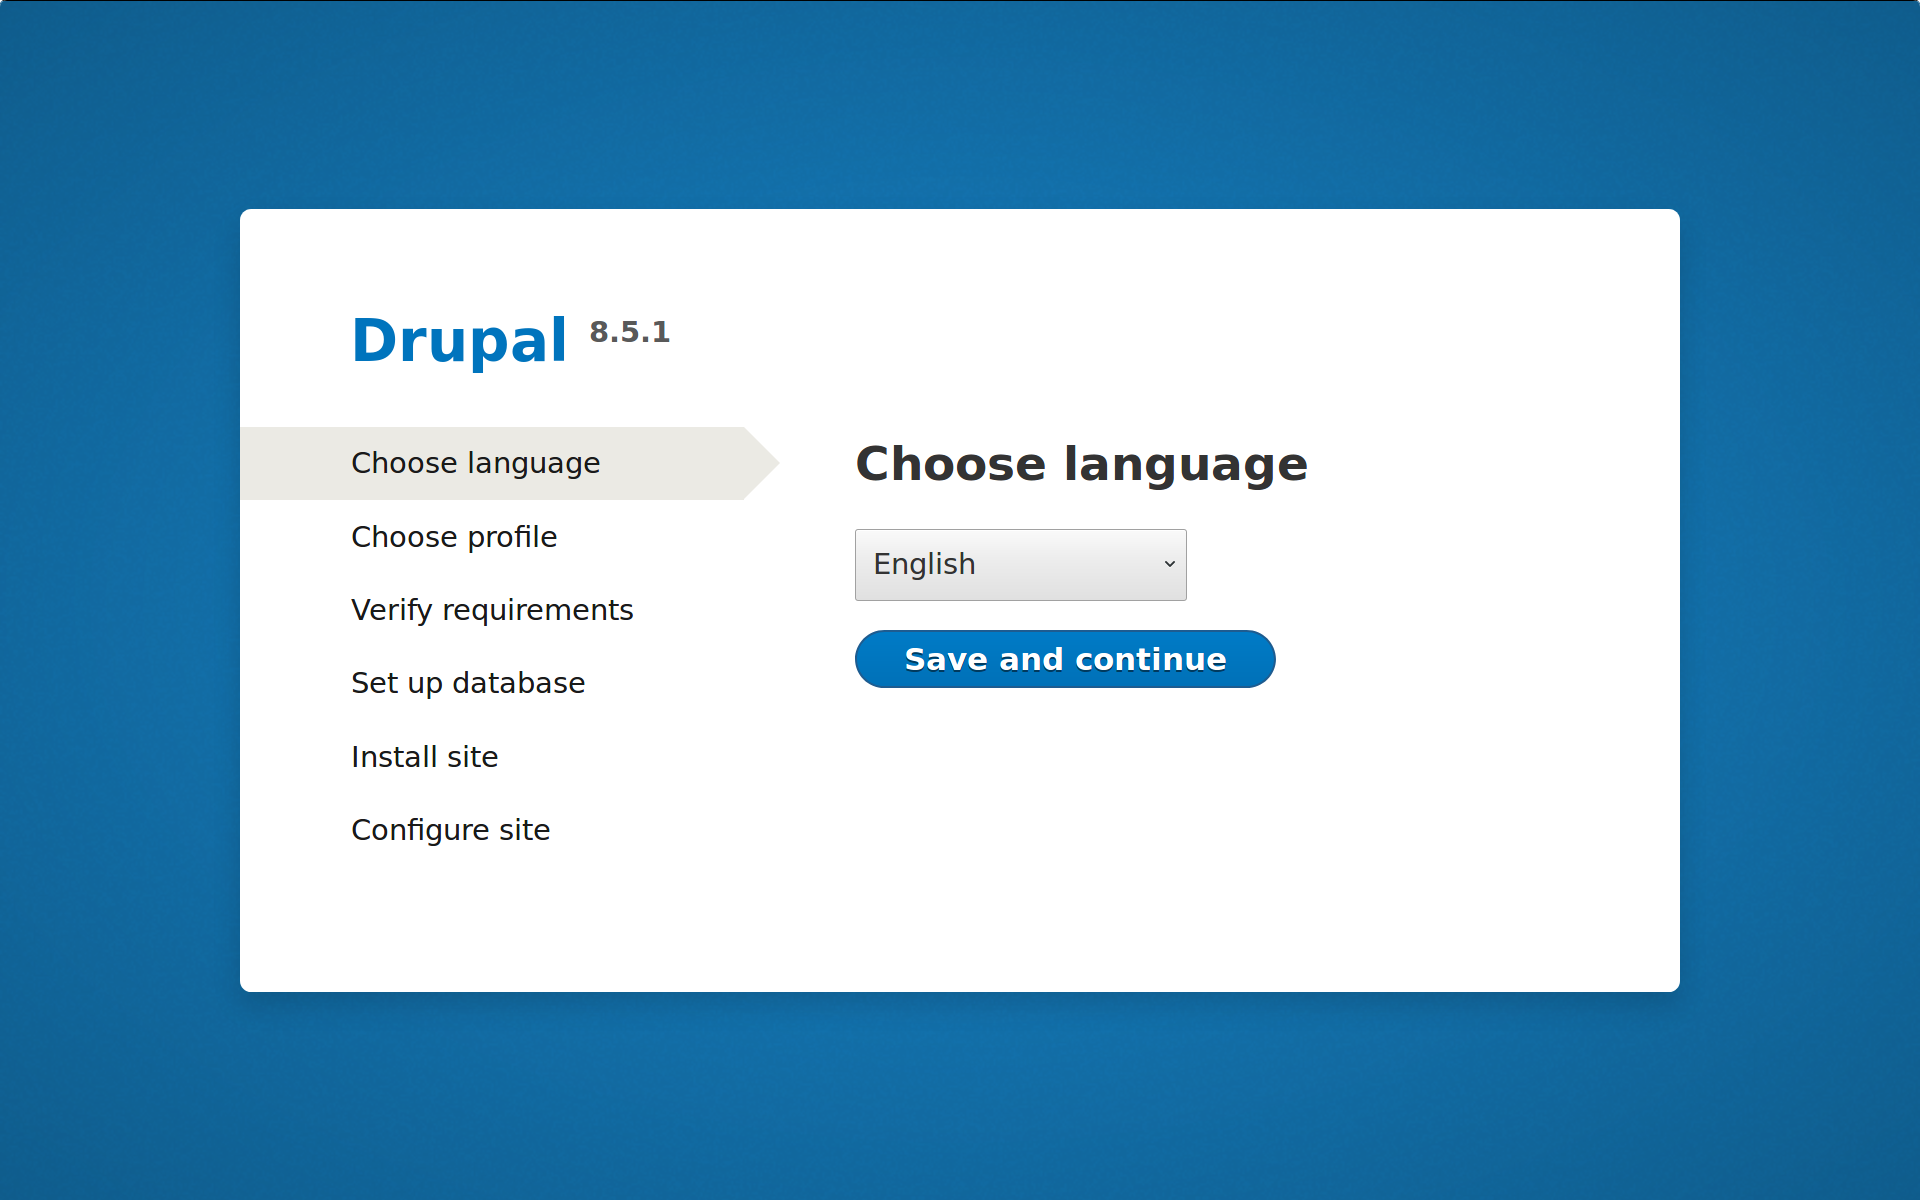 Drupal 8.5.1
Choose language
Choose profile
Verify requirements
Set up database
Install site
Configure site
Choose language
English
Save and continue